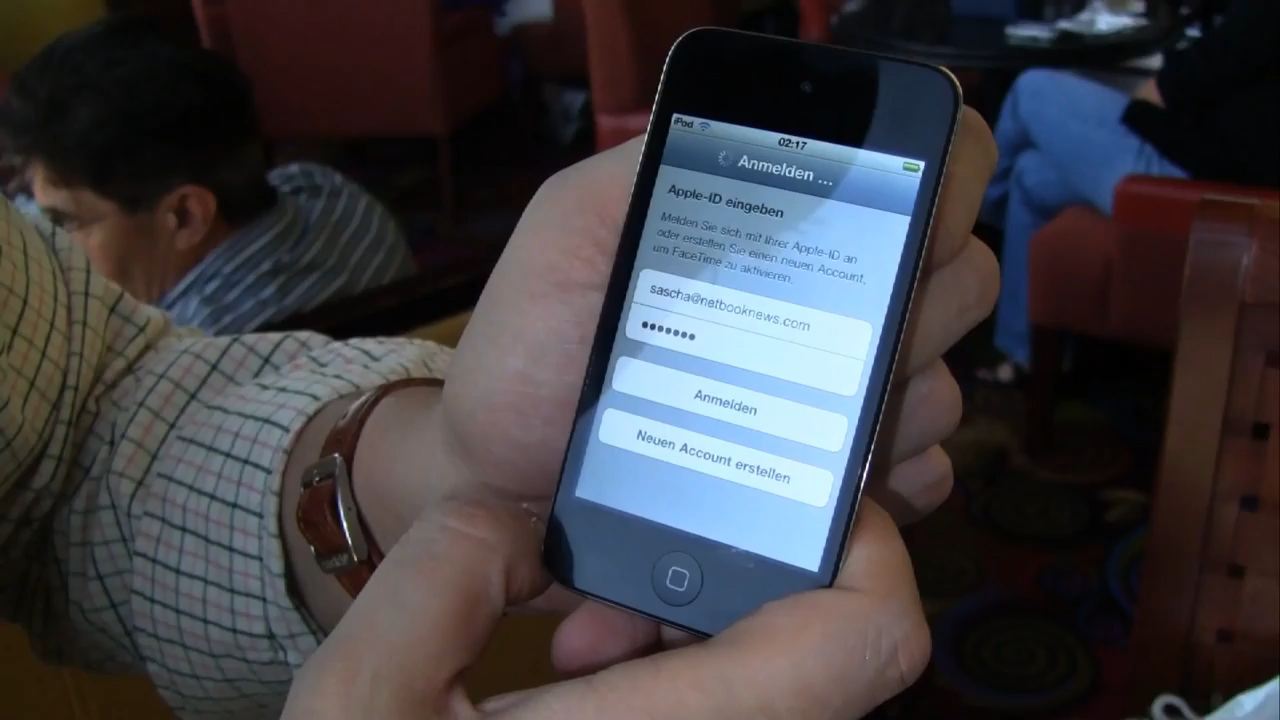 iPod
02:17
Anmelden ...
Apple-ID eingeben
Melden Sie sich mit Ihrer Apple-ID an
oder erstellen Sie einen neuen Account,
um FaceTime zu aktivieren.
sascha@netbooknews.com
•••••••
Anmelden
Neuen Account erstellen